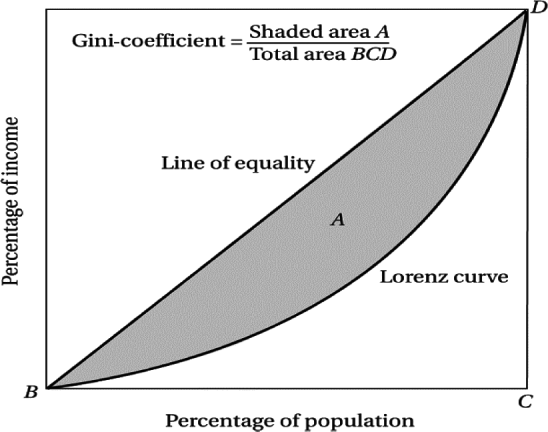 D
Gini-coefficient = Shaded area A
Total area BCD
Line of equality
A
Lorenz curve
Percentage of income
B
C
Percentage of population